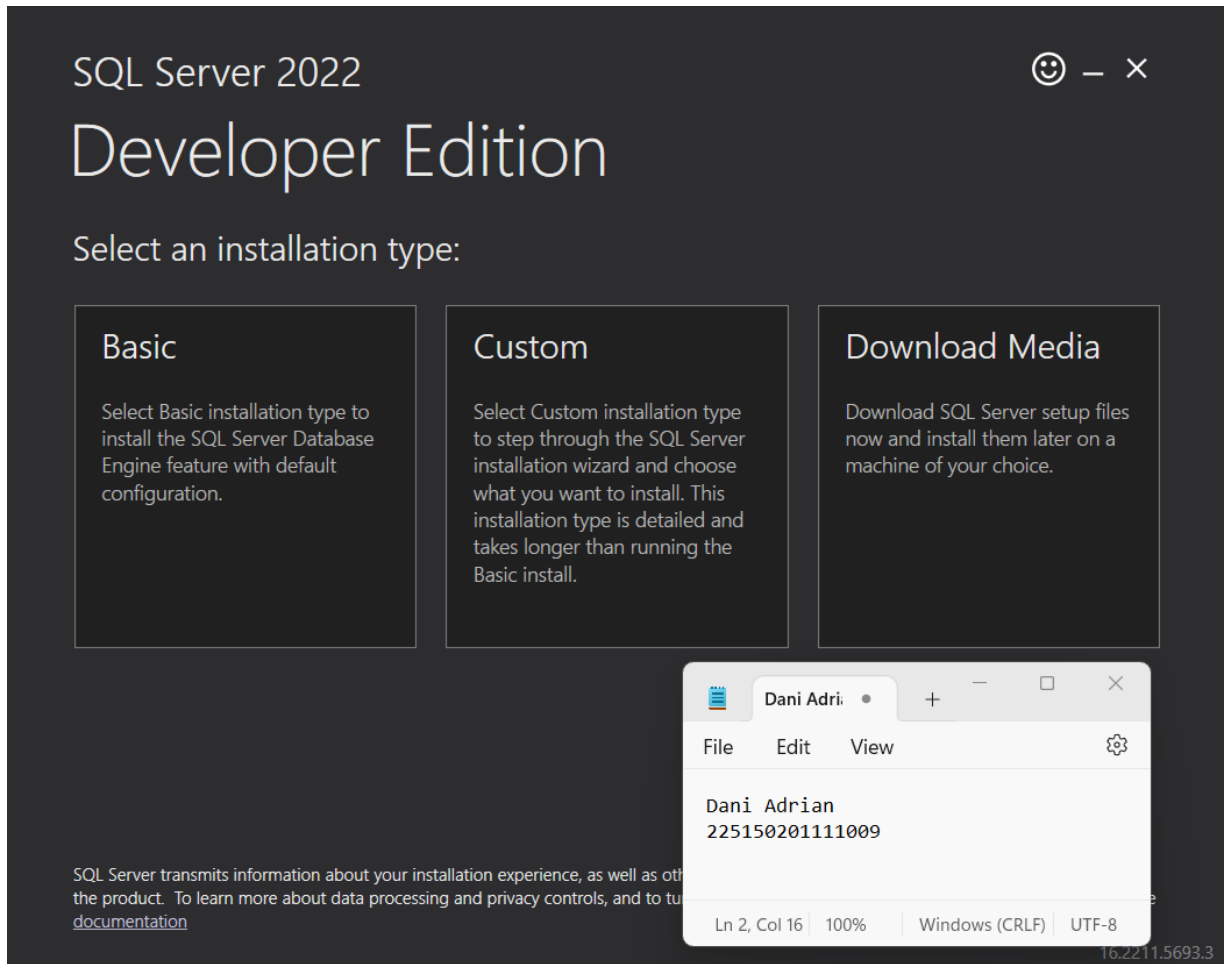 SQL Server 2022
Developer Edition
Select an installation type:
Basic
Select Basic installation type to
install the SQL Server Database
Engine feature with default
configuration.
Custom
Select Custom installation type
to step through the SQL Server
installation wizard and choose
what you want to install. This
installation type is detailed and
takes longer than running the
Basic install.
Download Media
Download SQL Server setup files
now and install them later on a
machine of your choice.
Dani Adri
File Edit View
Dani Adrian
225150201111009
Ln 2, Col 16 100% Windows (CRLF) UTF-8
SQL Server transmits information about your installation experience, as well as
the product. To learn more about data processing and privacy controls, and to
documentation
16.2211.5693.3